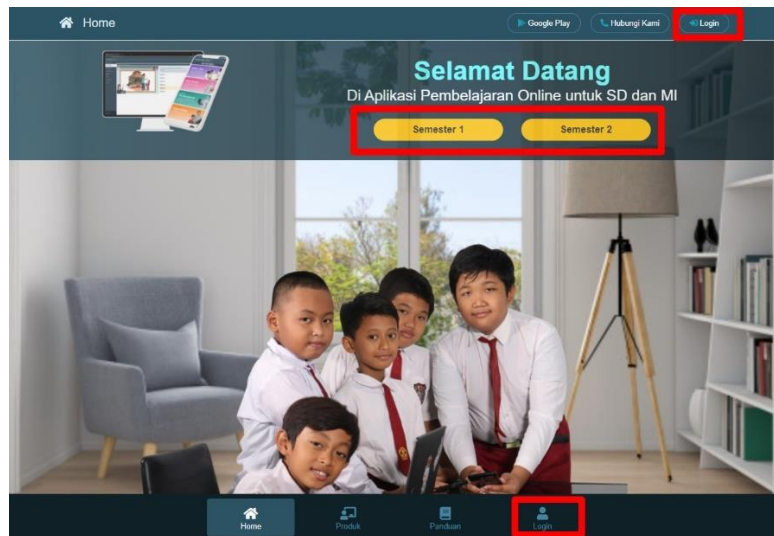 Home
Google Play
Hubungi Kami
Login
Selamat Datang
Di Aplikasi Pembelajaran Online untuk SD dan MI
Semester 1
Semester 2
Home
Produk
Panduan
Login